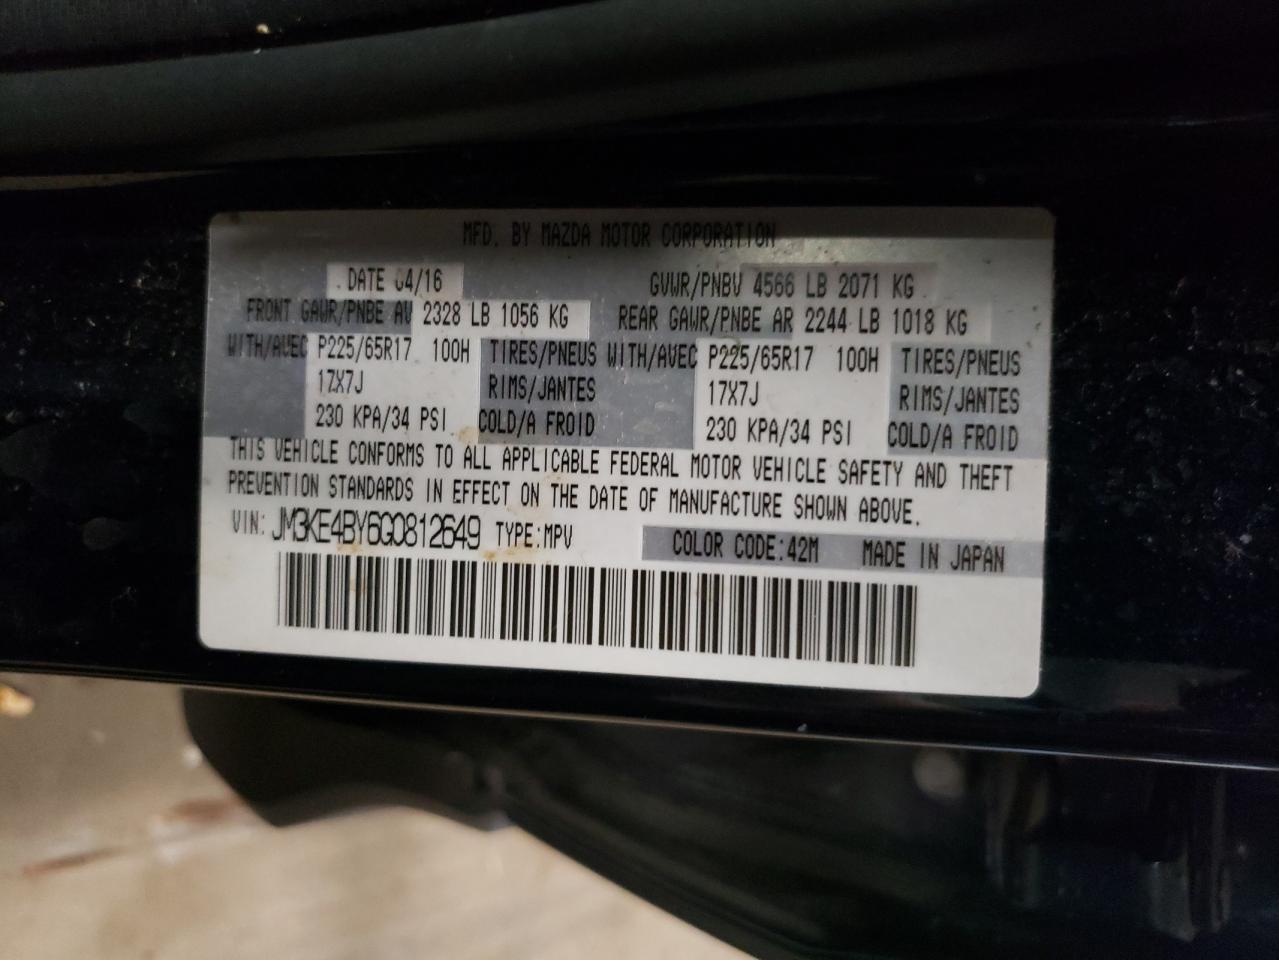 MFD. BY MAZDA MOTOR CORPORATION
DATE 04/16 GVWR/PNBV 4566 LB 2071 KG
FRONT GAWR/PNBE AV 2328 LB 1056 KG REAR GAWR/PNBE AR 2244 LB 1018 KG
WITH/AVEC P225/65R17 100H TIRES/PNEUS WITH/AVEC P225/65R17 100H TIRES/PNEUS
17X7J RIMS/JANTES 17X7J RIMS/JANTES
230 KPA/34 PSI COLD/A FROID 230 KPA/34 PSI COLD/A FROID
THIS VEHICLE CONFORMS TO ALL APPLICABLE FEDERAL MOTOR VEHICLE SAFETY AND THEFT
PREVENTION STANDARDS IN EFFECT ON THE DATE OF MANUFACTURE SHOWN ABOVE.
VIN: JM3KE4BY6G0812649 TYPE:MPV COLOR CODE:42M MADE IN JAPAN